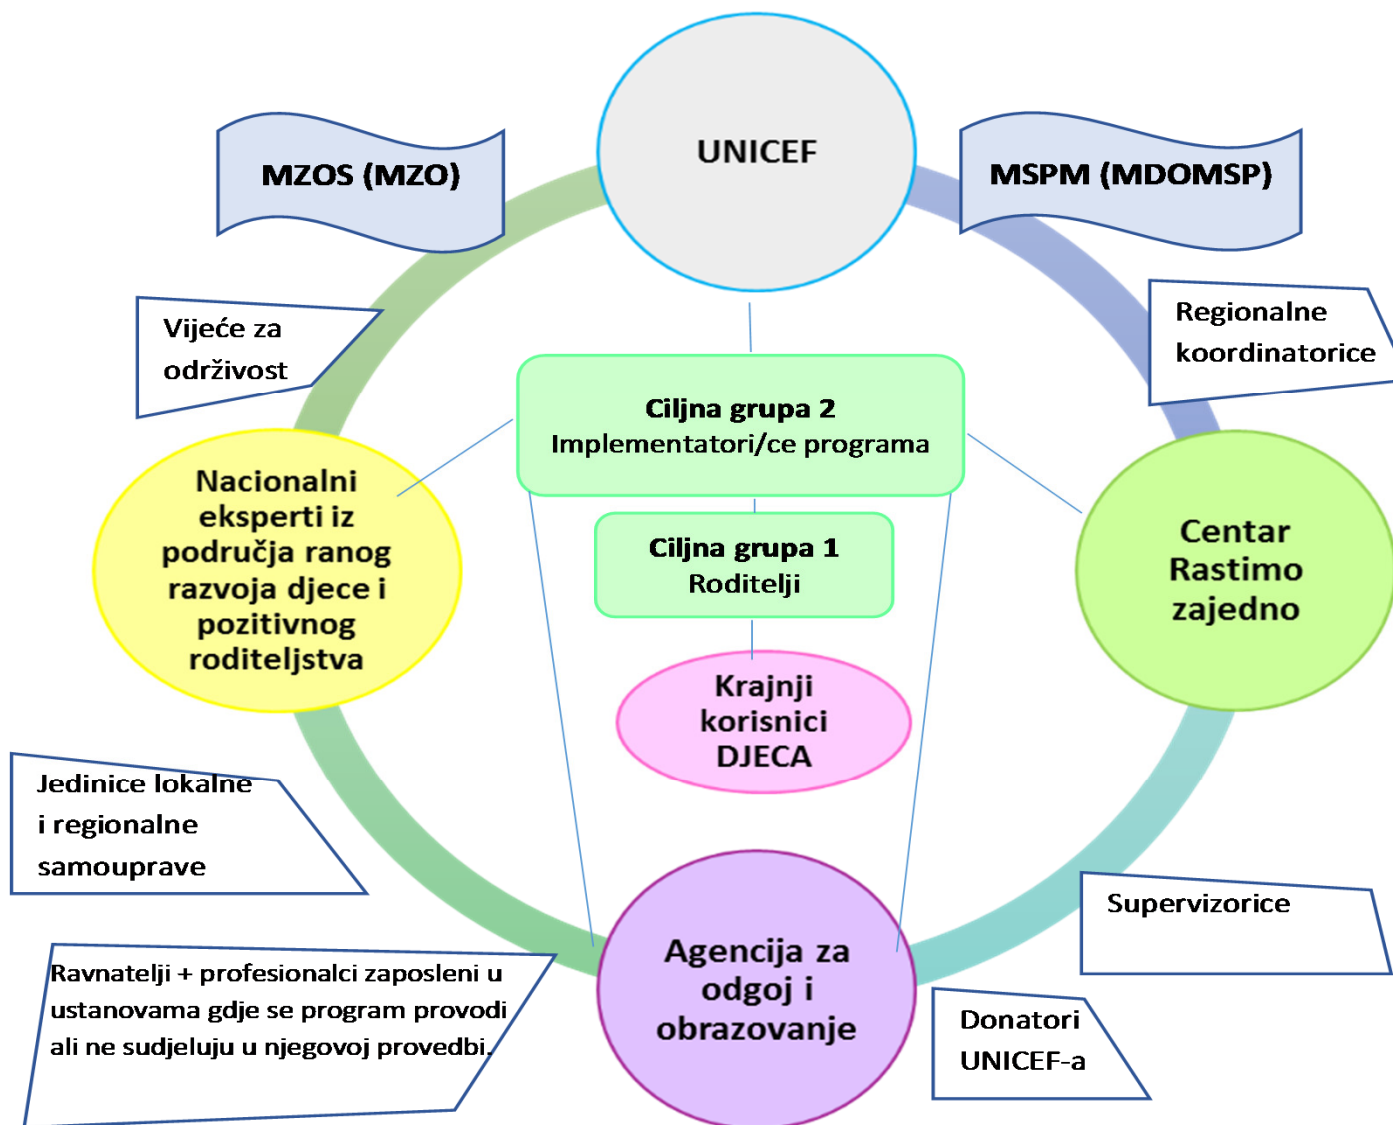 UNICEF
MZOS (MZO)
MSPM (MDOMSP)
Vijeće za
održivost
Regionalne
koordinatorice
Ciljna grupa 2
Implementatori/ce programa
Nacionalni
eksperti iz
područja ranog
razvoja djece i
pozitivnog
roditeljstva
Ciljna grupa 1
Roditelji
Centar
Rastimo
zajedno
Krajnji
korisnici
DJECA
Jedinice lokalne
i regionalne
samouprave
Supervizorice
Ravnatelji + profesionalci zaposleni u
ustanovama gdje se program provodi
ali ne sudjeluju u njegovoj provedbi.
Agencija za
odgoj i
obrazovanje
Donatori
UNICEF-a